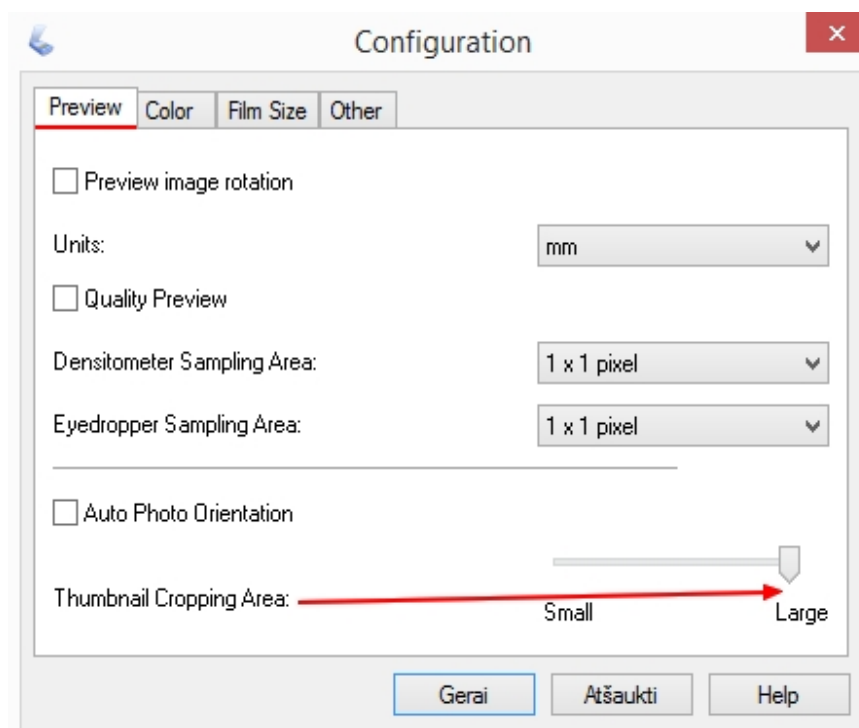 Configuration
Preview Color Film Size Other
Preview image rotation
Units: mm
Quality Preview
Densitometer Sampling Area: 1 x 1 pixel
Eyedropper Sampling Area: 1 x 1 pixel
Auto Photo Orientation
Thumbnail Cropping Area:
Small Large
Gerai Atšaukti Help